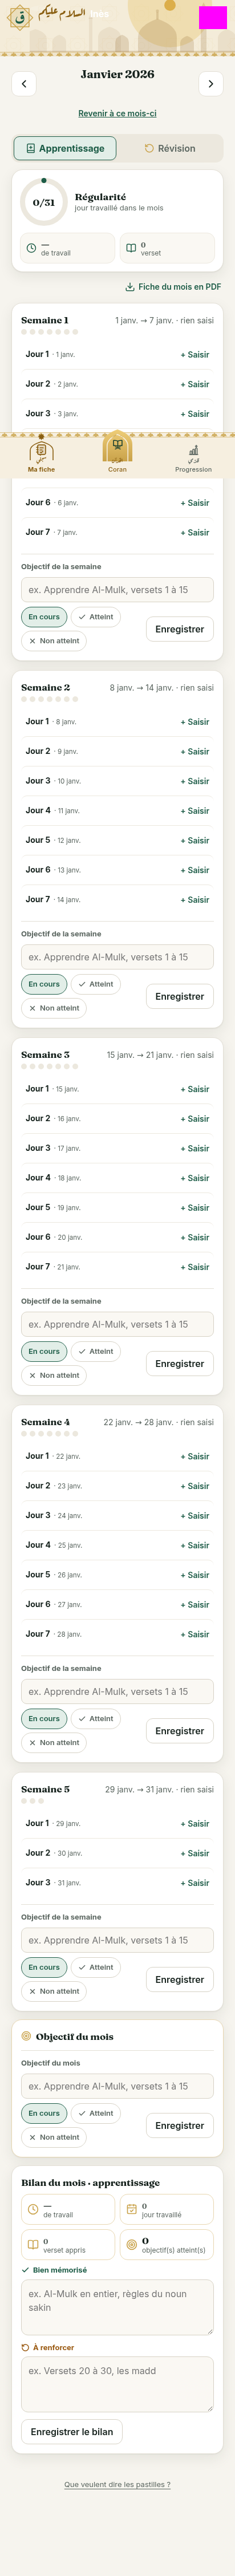 السلام عليكم Inès
Janvier 2026
Revenir à ce mois-ci
Apprentissage
Révision
0/31
Régularité
jour travaillé dans le mois
—
de travail
0
verset
Fiche du mois en PDF
Semaine 1
1 janv. → 7 janv. · rien saisi
Jour 1 · 1 janv.
+ Saisir
Jour 2 · 2 janv.
+ Saisir
Jour 3 · 3 janv.
+ Saisir
Ma fiche
Coran
Progression
Jour 6 · 6 janv.
+ Saisir
Jour 7 · 7 janv.
+ Saisir
Objectif de la semaine
ex. Apprendre Al-Mulk, versets 1 à 15
En cours
Atteint
Non atteint
Enregistrer
Semaine 2
8 janv. → 14 janv. · rien saisi
Jour 1 · 8 janv.
+ Saisir
Jour 2 · 9 janv.
+ Saisir
Jour 3 · 10 janv.
+ Saisir
Jour 4 · 11 janv.
+ Saisir
Jour 5 · 12 janv.
+ Saisir
Jour 6 · 13 janv.
+ Saisir
Jour 7 · 14 janv.
+ Saisir
Objectif de la semaine
ex. Apprendre Al-Mulk, versets 1 à 15
En cours
Atteint
Non atteint
Enregistrer
Semaine 3
15 janv. → 21 janv. · rien saisi
Jour 1 · 15 janv.
+ Saisir
Jour 2 · 16 janv.
+ Saisir
Jour 3 · 17 janv.
+ Saisir
Jour 4 · 18 janv.
+ Saisir
Jour 5 · 19 janv.
+ Saisir
Jour 6 · 20 janv.
+ Saisir
Jour 7 · 21 janv.
+ Saisir
Objectif de la semaine
ex. Apprendre Al-Mulk, versets 1 à 15
En cours
Atteint
Non atteint
Enregistrer
Semaine 4
22 janv. → 28 janv. · rien saisi
Jour 1 · 22 janv.
+ Saisir
Jour 2 · 23 janv.
+ Saisir
Jour 3 · 24 janv.
+ Saisir
Jour 4 · 25 janv.
+ Saisir
Jour 5 · 26 janv.
+ Saisir
Jour 6 · 27 janv.
+ Saisir
Jour 7 · 28 janv.
+ Saisir
Objectif de la semaine
ex. Apprendre Al-Mulk, versets 1 à 15
En cours
Atteint
Non atteint
Enregistrer
Semaine 5
29 janv. → 31 janv. · rien saisi
Jour 1 · 29 janv.
+ Saisir
Jour 2 · 30 janv.
+ Saisir
Jour 3 · 31 janv.
+ Saisir
Objectif de la semaine
ex. Apprendre Al-Mulk, versets 1 à 15
En cours
Atteint
Non atteint
Enregistrer
Objectif du mois
Objectif du mois
ex. Apprendre Al-Mulk, versets 1 à 15
En cours
Atteint
Non atteint
Enregistrer
Bilan du mois · apprentissage
—
de travail
0
jour travaillé
0
verset appris
0
objectif(s) atteint(s)
Bien mémorisé
ex. Al-Mulk en entier, règles du noun
sakin
À renforcer
ex. Versets 20 à 30, les madd
Enregistrer le bilan
Que veulent dire les pastilles ?